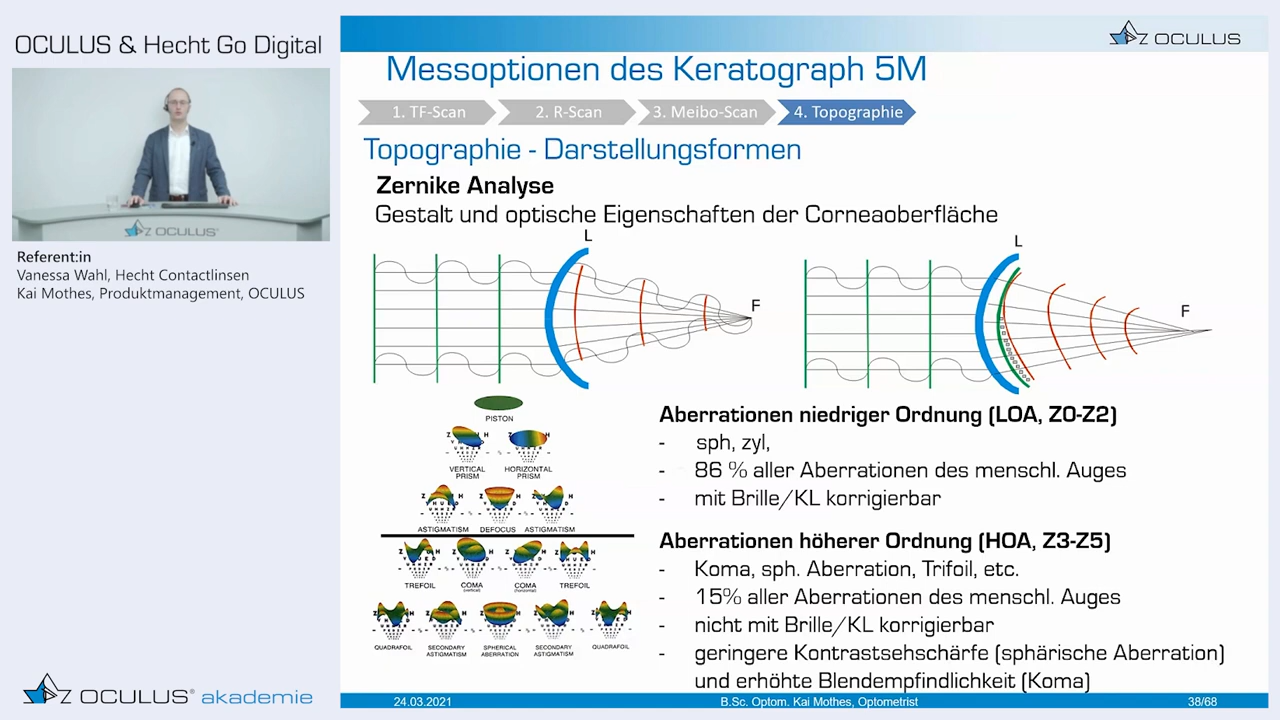 OCULUS & Hecht Go Digital
OCULUS
Referent:in
Vanessa Wahl, Hecht Contactlinsen
Kai Mothes, Produktmanagement, OCULUS
OCULUS® akademie
OCULUS
Messoptionen des Keratograph 5M
1. TF-Scan
2. R-Scan
3. Meibo-Scan
4. Topographie
Topographie - Darstellungsformen
Zernike Analyse
Gestalt und optische Eigenschaften der Corneaoberfläche
L
F
L
F
PISTON
VERTICAL PRISM
HORIZONTAL PRISM
ASTIGMATISM
DEFOCUS
ASTIGMATISM
TREFOIL
COMA
(vertical)
COMA
(horizontal)
TREFOIL
QUADRAFOIL
SECONDARY ASTIGMATISM
SPHERICAL ABERRATION
SECONDARY ASTIGMATISM
QUADRAFOIL
Aberrationen niedriger Ordnung (LOA, Z0-Z2)
- sph, zyl,
- 86 % aller Aberrationen des menschl. Auges
- mit Brille/KL korrigierbar
Aberrationen höherer Ordnung (HOA, Z3-Z5)
- Koma, sph. Aberration, Trifoil, etc.
- 15% aller Aberrationen des menschl. Auges
- nicht mit Brille/KL korrigierbar
- geringere Kontrastsehschärfe (sphärische Aberration)
und erhöhte Blendempfindlichkeit (Koma)
24.03.2021
B.Sc. Optom. Kai Mothes, Optometrist
38/68